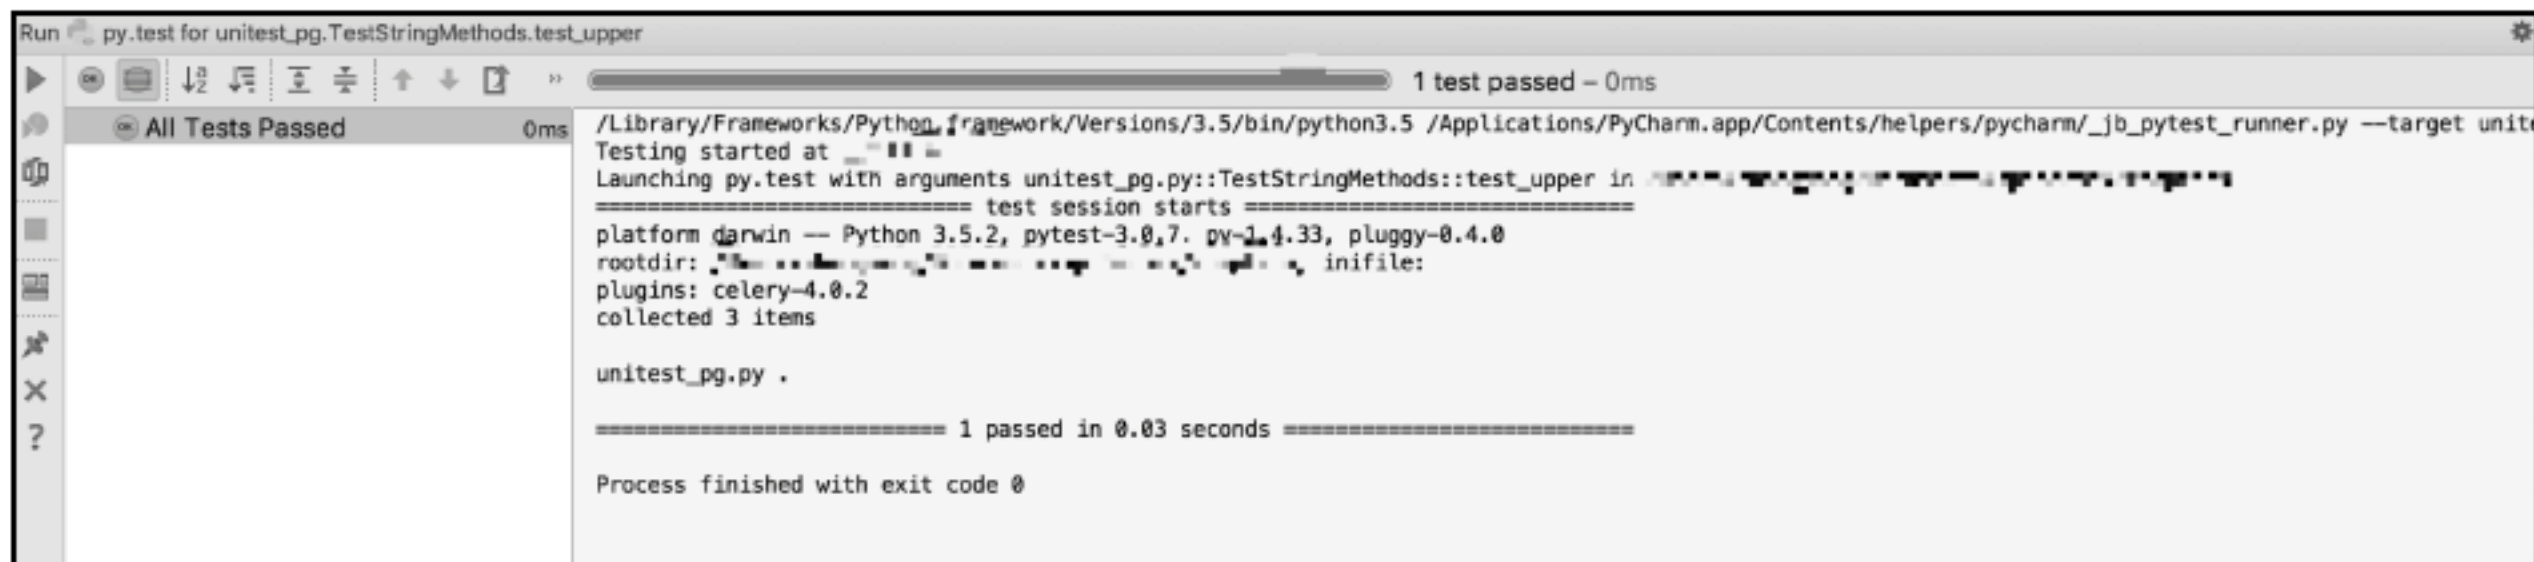 Run py.test for unitest_pg.TestStringMethods.test_upper
1 test passed – 0ms
All Tests Passed 0ms
/Library/Frameworks/Python.framework/Versions/3.5/bin/python3.5 /Applications/PyCharm.app/Contents/helpers/pycharm/_jb_pytest_runner.py --target unite
Testing started at
Launching py.test with arguments unitest_pg.py::TestStringMethods::test_upper in
============================= test session starts ==============================
platform darwin -- Python 3.5.2, pytest-3.0.7. py-1.4.33, pluggy-0.4.0
rootdir: inifile:
plugins: celery-4.0.2
collected 3 items
unitest_pg.py .
=========================== 1 passed in 0.03 seconds ===========================
Process finished with exit code 0